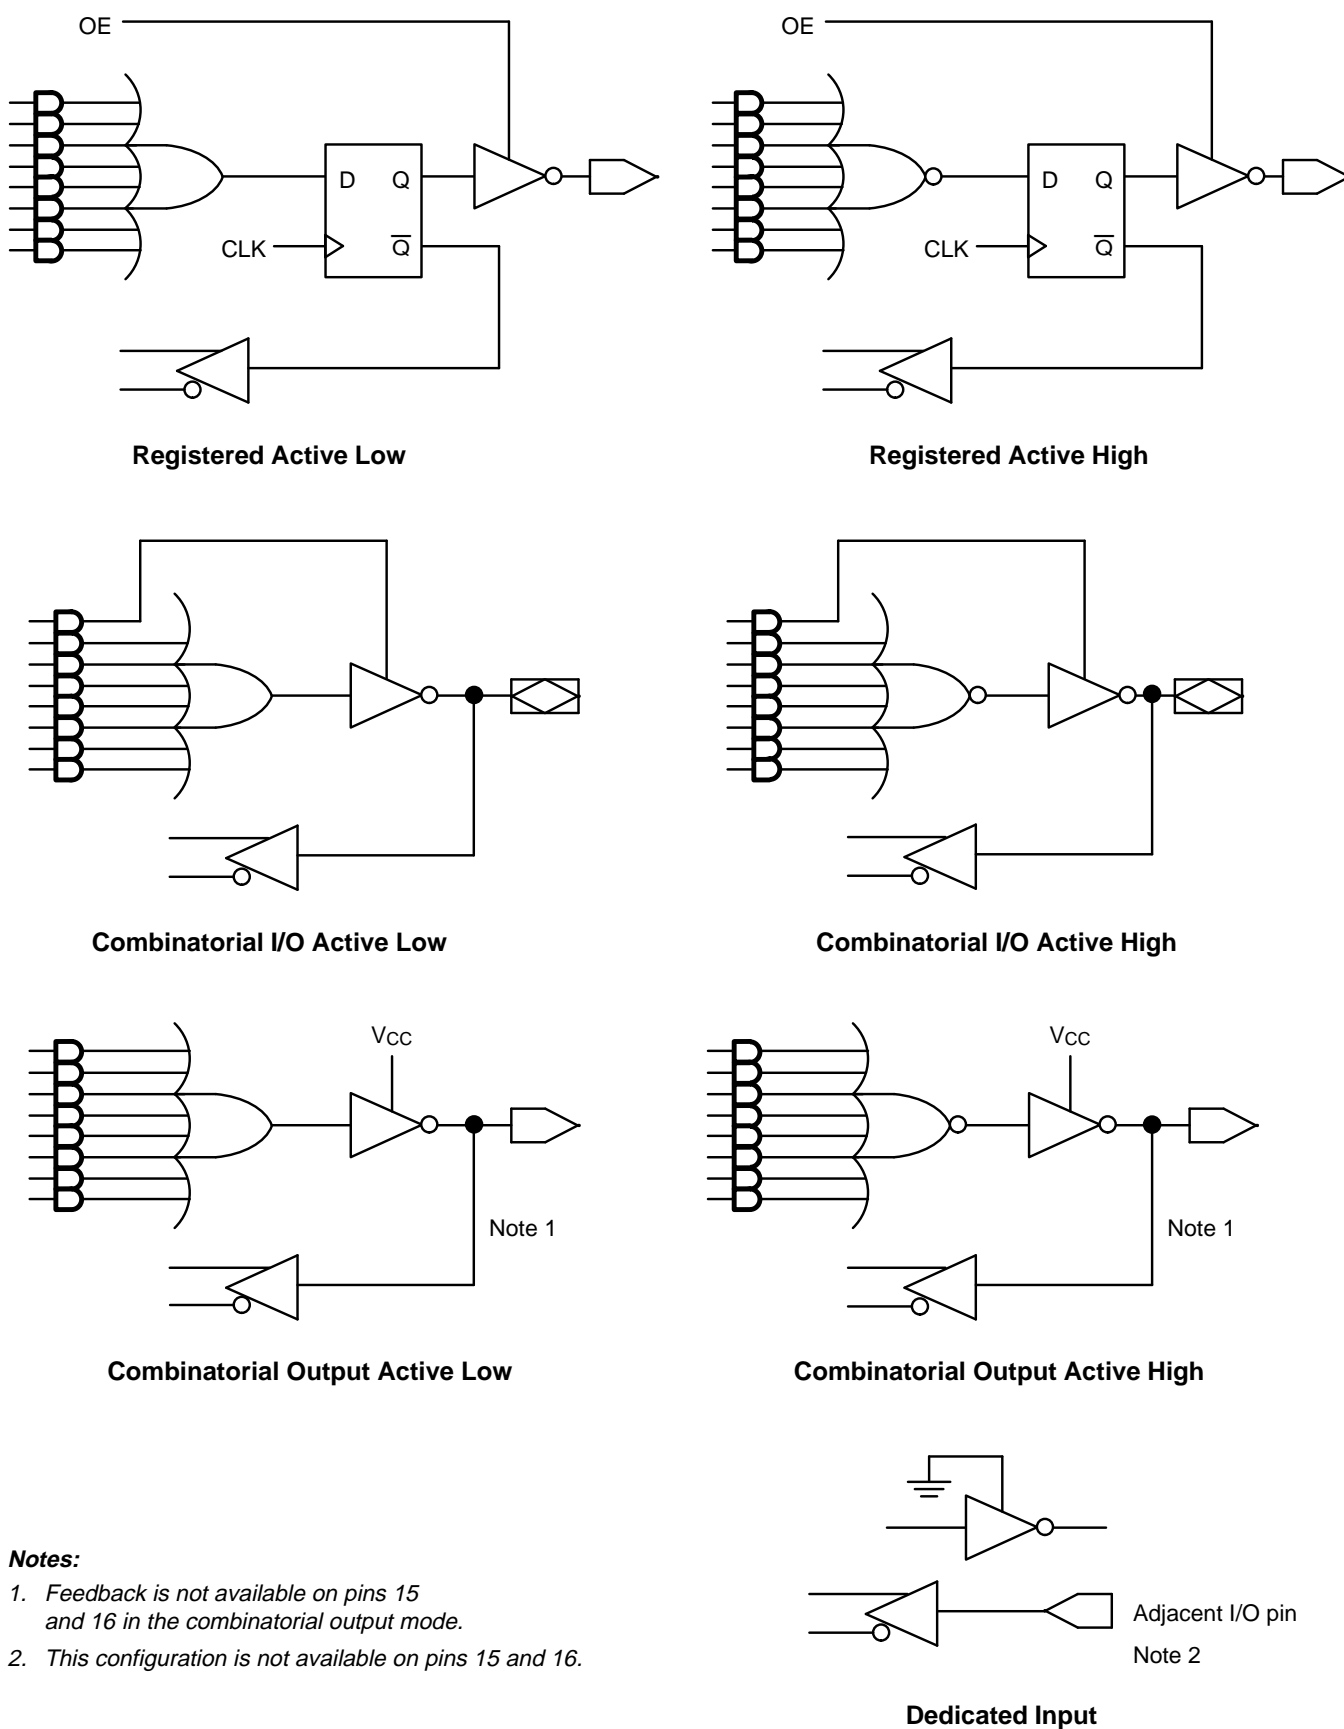 OE
OE
D Q
CLK Q
D Q
CLK Q
Registered Active Low
Registered Active High
Combinatorial I/O Active Low
Combinatorial I/O Active High
VCC
VCC
Note 1
Note 1
Combinatorial Output Active Low
Combinatorial Output Active High
Notes:
1. Feedback is not available on pins 15
and 16 in the combinatorial output mode.
2. This configuration is not available on pins 15 and 16.
Adjacent I/O pin
Note 2
Dedicated Input